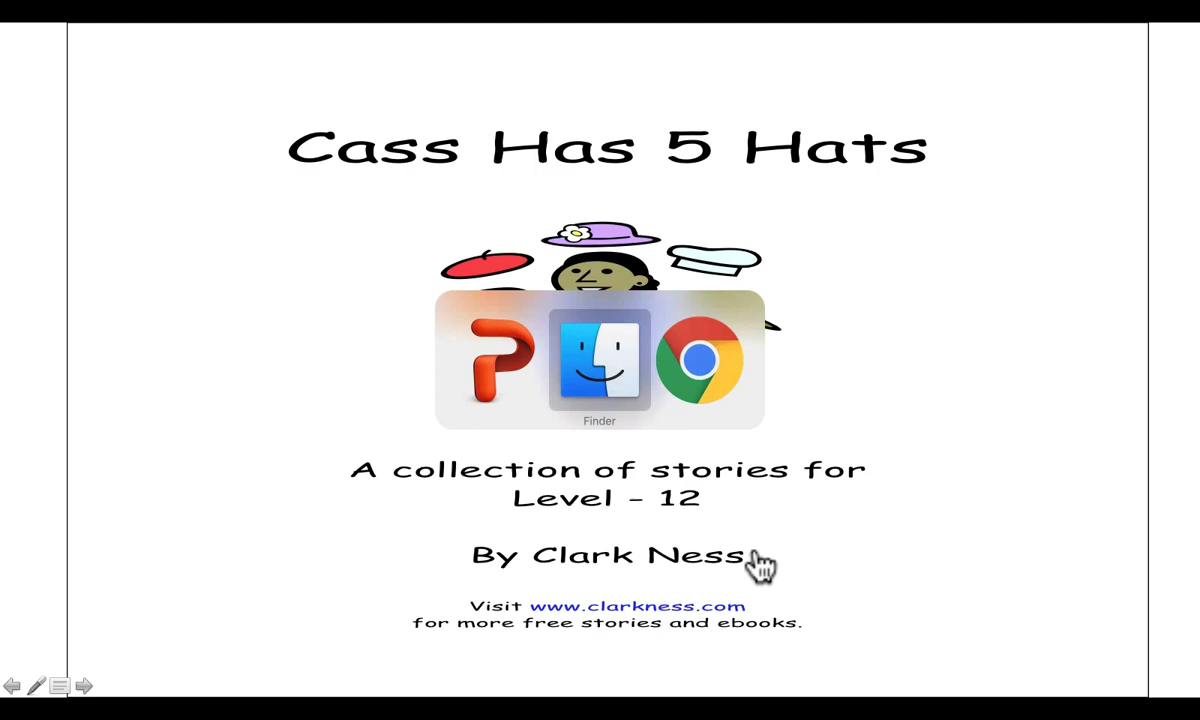 Cass Has 5 Hats
Finder
A collection of stories for
Level - 12
By Clark Ness
Visit www.clarkness.com
for more free stories and ebooks.